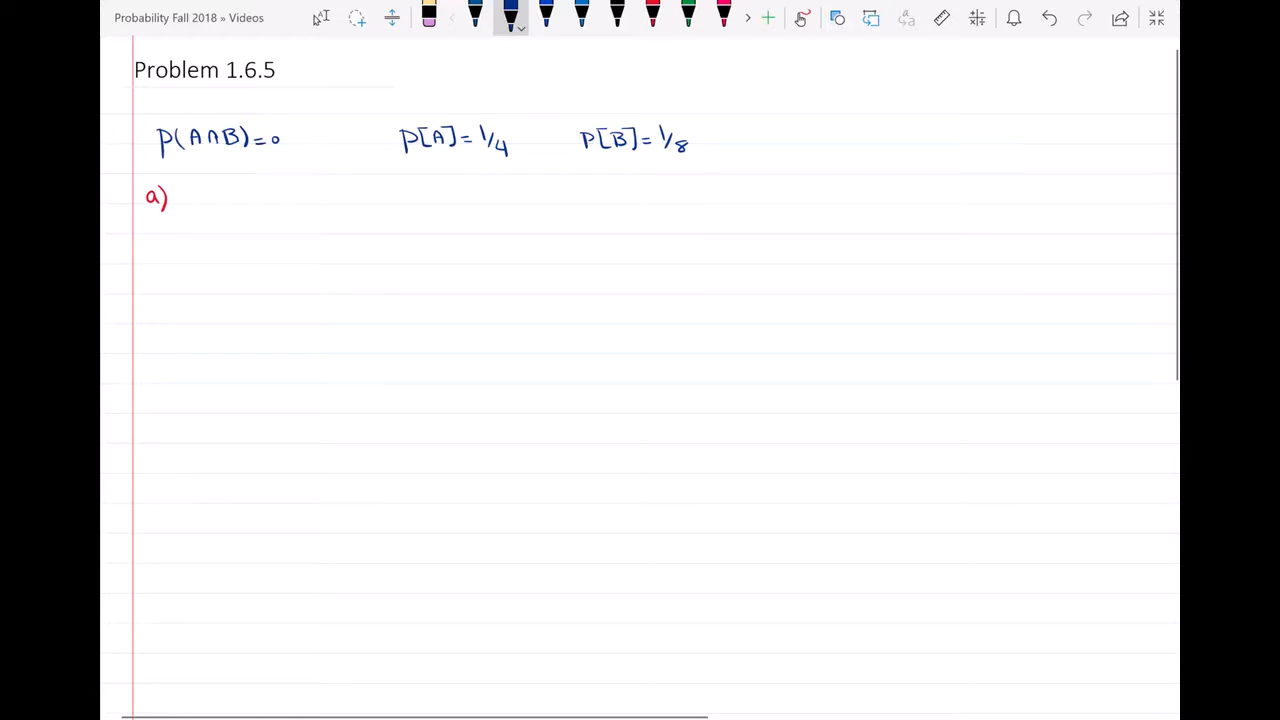 Probability Fall 2018 » Videos
Problem 1.6.5
P(A∩B)=0 P[A]=1/4 P[B]=1/8
a)